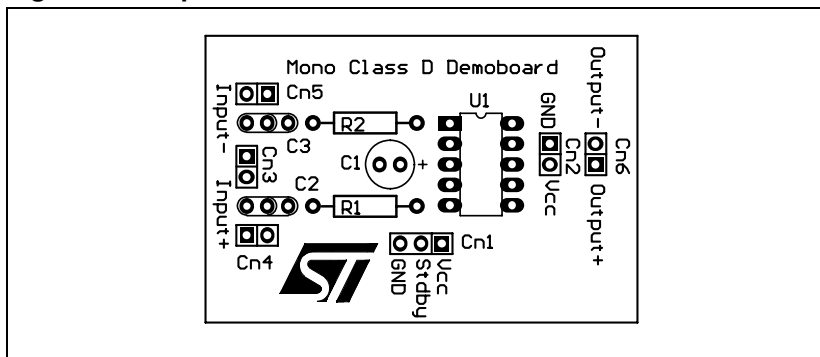 Mono Class D Demoboard
Input-
Cn5
U1
GND
Output-
R2
C3
Cn3
C1
+
Cn2
Cn6
C2
Input+
R1
Vcc
Output+
Cn4
ST
Cn1
GND
Stdby
Vcc